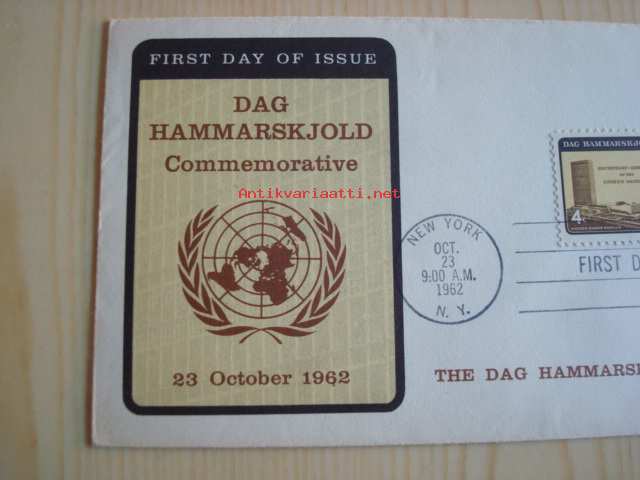 FIRST DAY OF ISSUE
DAG
HAMMARSKJOLD
Commemorative
Antikvariaatti.net
23 October 1962
NEW YORK
OCT.
23
9:00 A.M.
1962
N. Y.
DAG HAMMARSKJO
4
FIRST D
THE DAG HAMMARSK